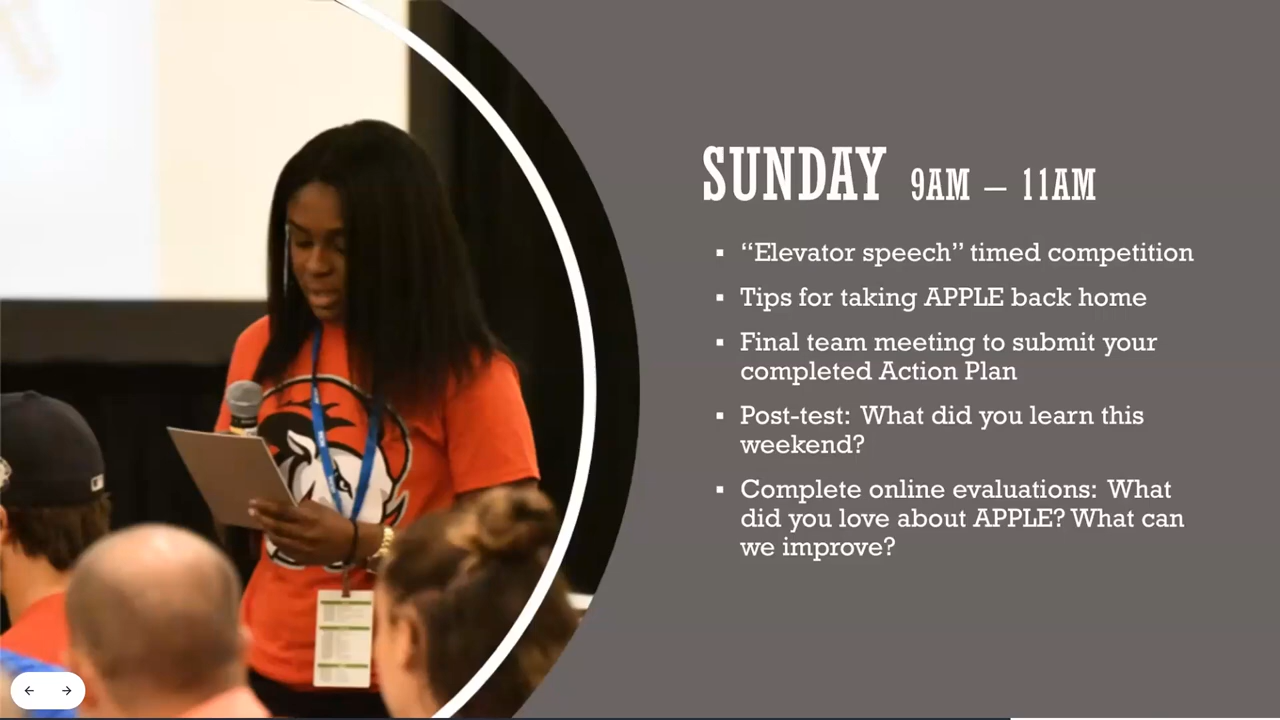 SUNDAY 9AM – 11AM
▪ “Elevator speech” timed competition
▪ Tips for taking APPLE back home
▪ Final team meeting to submit your
completed Action Plan
▪ Post-test: What did you learn this
weekend?
▪ Complete online evaluations: What
did you love about APPLE? What can
we improve?